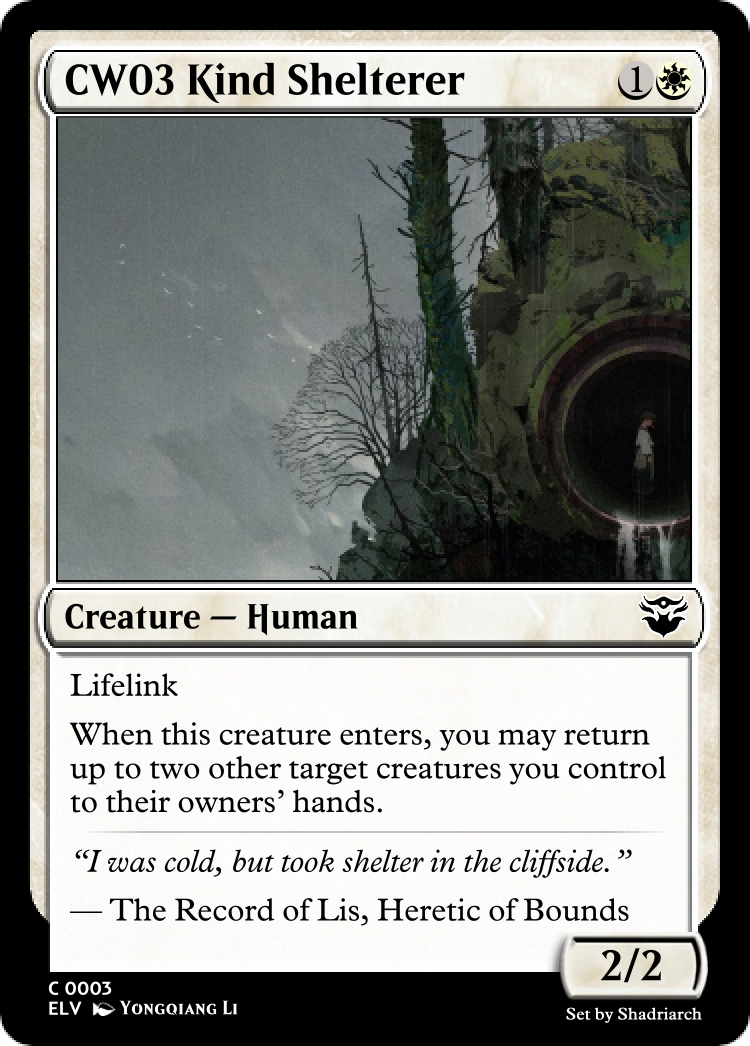 CW03 Kind Shelterer 1
Creature — Human
Lifelink
When this creature enters, you may return
up to two other target creatures you control
to their owners’ hands.
“I was cold, but took shelter in the cliffside.”
— The Record of Lis, Heretic of Bounds
2/2
C 0003
ELV Yongqiang Li
Set by Shadriarch